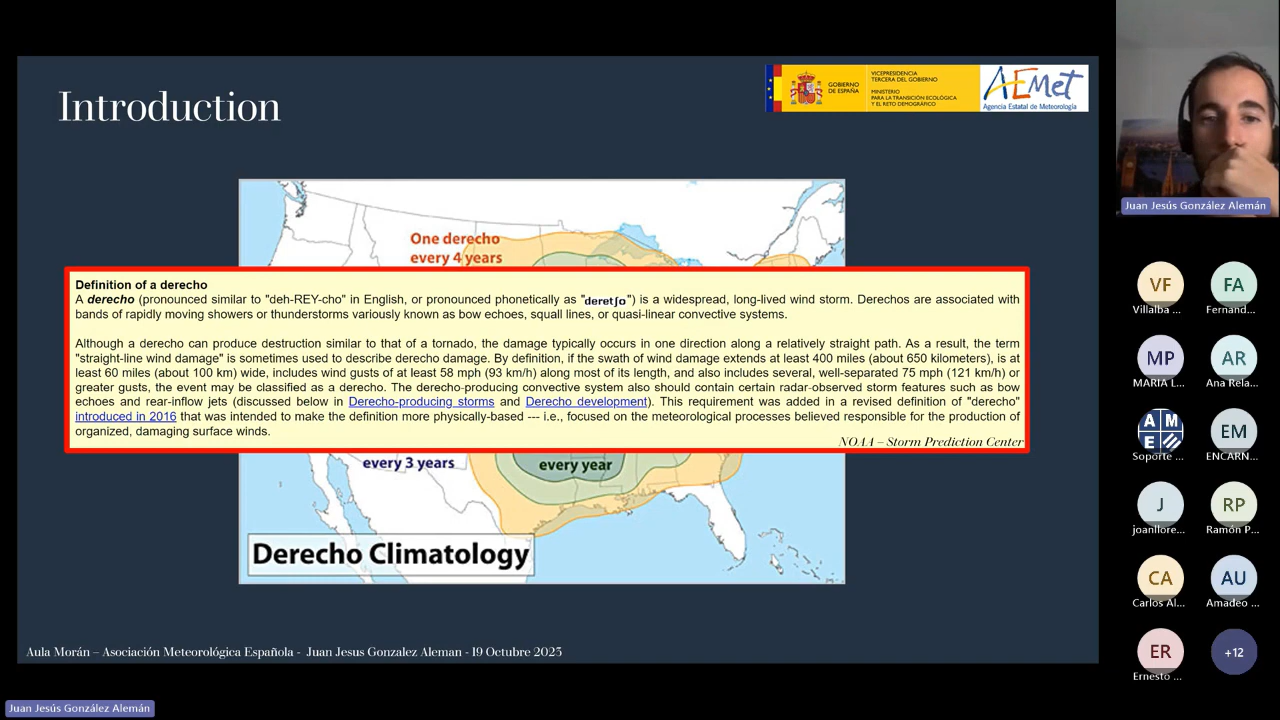 Introduction
GOBIERNO
DE ESPAÑA
VICEPRESIDENCIA
TERCERA DEL GOBIERNO
MINISTERIO
PARA LA TRANSICIÓN ECOLÓGICA
Y EL RETO DEMOGRÁFICO
AEMet
Agencia Estatal de Meteorología
One derecho
every 4 years
Definition of a derecho
A derecho (pronounced similar to "deh-REY-cho" in English, or pronounced phonetically as "deretʃo") is a widespread, long-lived wind storm. Derechos are associated with
bands of rapidly moving showers or thunderstorms variously known as bow echoes, squall lines, or quasi-linear convective systems.
Although a derecho can produce destruction similar to that of a tornado, the damage typically occurs in one direction along a relatively straight path. As a result, the term
"straight-line wind damage" is sometimes used to describe derecho damage. By definition, if the swath of wind damage extends at least 400 miles (about 650 kilometers), is at
least 60 miles (about 100 km) wide, includes wind gusts of at least 58 mph (93 km/h) along most of its length, and also includes several, well-separated 75 mph (121 km/h) or
greater gusts, the event may be classified as a derecho. The derecho-producing convective system also should contain certain radar-observed storm features such as bow
echoes and rear-inflow jets (discussed below in Derecho-producing storms and Derecho development). This requirement was added in a revised definition of "derecho"
introduced in 2016 that was intended to make the definition more physically-based --- i.e., focused on the meteorological processes believed responsible for the production of
organized, damaging surface winds.
NOAA – Storm Prediction Center
every 3 years
every year
Derecho Climatology
Aula Morán – Asociación Meteorológica Española - Juan Jesus Gonzalez Aleman - 19 Octubre 2023
Juan Jesús González Alemán
Juan Jesús González Alemán
VF
Villalba ...
FA
Fernand...
MP
MARIA L...
AR
Ana Rela...
A M
E
Soporte ...
EM
ENCARN...
J
joanllore...
RP
Ramón P...
CA
Carlos Al...
AU
Amadeo ...
ER
Ernesto ...
+12